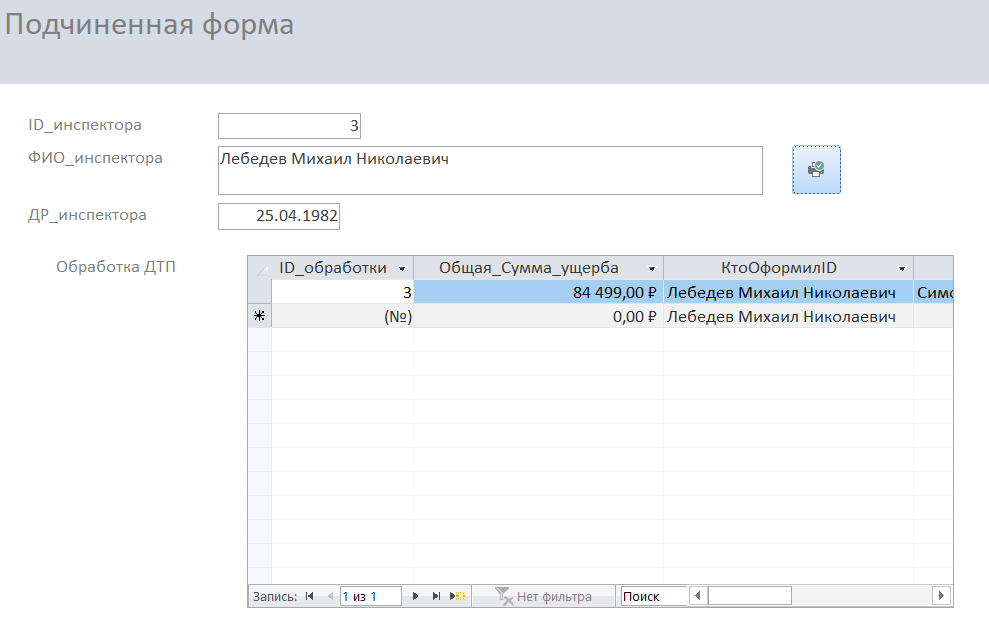 Подчиненная форма
ID_инспектора 3
ФИО_инспектора Лебедев Михаил Николаевич
ДР_инспектора 25.04.1982
Обработка ДТП
ID_обработки Общая_Сумма_ущерба КтоОформилID
3 84 499,00 ₽ Лебедев Михаил Николаевич Симо
(№) 0,00 ₽ Лебедев Михаил Николаевич
Запись: 1 из 1 Нет фильтра Поиск